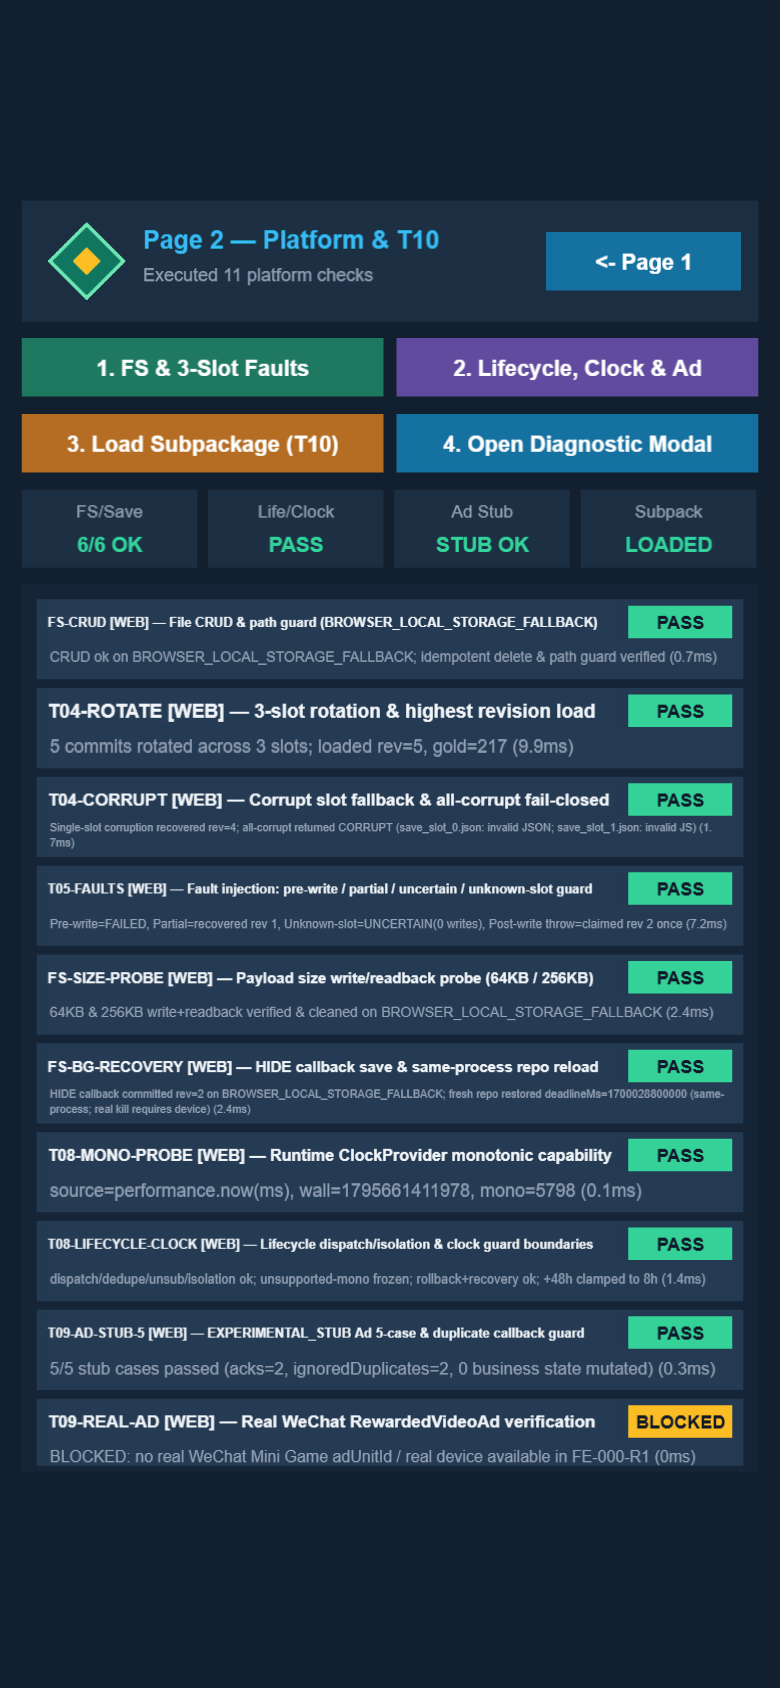 Page 2 — Platform & T10
Executed 11 platform checks
<- Page 1
1. FS & 3-Slot Faults
2. Lifecycle, Clock & Ad
3. Load Subpackage (T10)
4. Open Diagnostic Modal
FS/Save
6/6 OK
Life/Clock
PASS
Ad Stub
STUB OK
Subpack
LOADED
FS-CRUD [WEB] — File CRUD & path guard (BROWSER_LOCAL_STORAGE_FALLBACK)
PASS
CRUD ok on BROWSER_LOCAL_STORAGE_FALLBACK; idempotent delete & path guard verified (0.7ms)
T04-ROTATE [WEB] — 3-slot rotation & highest revision load
PASS
5 commits rotated across 3 slots; loaded rev=5, gold=217 (9.9ms)
T04-CORRUPT [WEB] — Corrupt slot fallback & all-corrupt fail-closed
PASS
Single-slot corruption recovered rev=4; all-corrupt returned CORRUPT (save_slot_0.json: invalid JSON; save_slot_1.json: invalid JS) (1.
7ms)
T05-FAULTS [WEB] — Fault injection: pre-write / partial / uncertain / unknown-slot guard
PASS
Pre-write=FAILED, Partial=recovered rev 1, Unknown-slot=UNCERTAIN(0 writes), Post-write throw=claimed rev 2 once (7.2ms)
FS-SIZE-PROBE [WEB] — Payload size write/readback probe (64KB / 256KB)
PASS
64KB & 256KB write+readback verified & cleaned on BROWSER_LOCAL_STORAGE_FALLBACK (2.4ms)
FS-BG-RECOVERY [WEB] — HIDE callback save & same-process repo reload
PASS
HIDE callback committed rev=2 on BROWSER_LOCAL_STORAGE_FALLBACK; fresh repo restored deadlineMs=1700028800000 (same-
process; real kill requires device) (2.4ms)
T08-MONO-PROBE [WEB] — Runtime ClockProvider monotonic capability
PASS
source=performance.now(ms), wall=1795661411978, mono=5798 (0.1ms)
T08-LIFECYCLE-CLOCK [WEB] — Lifecycle dispatch/isolation & clock guard boundaries
PASS
dispatch/dedupe/unsub/isolation ok; unsupported-mono frozen; rollback+recovery ok; +48h clamped to 8h (1.4ms)
T09-AD-STUB-5 [WEB] — EXPERIMENTAL_STUB Ad 5-case & duplicate callback guard
PASS
5/5 stub cases passed (acks=2, ignoredDuplicates=2, 0 business state mutated) (0.3ms)
T09-REAL-AD [WEB] — Real WeChat RewardedVideoAd verification
BLOCKED
BLOCKED: no real WeChat Mini Game adUnitId / real device available in FE-000-R1 (0ms)